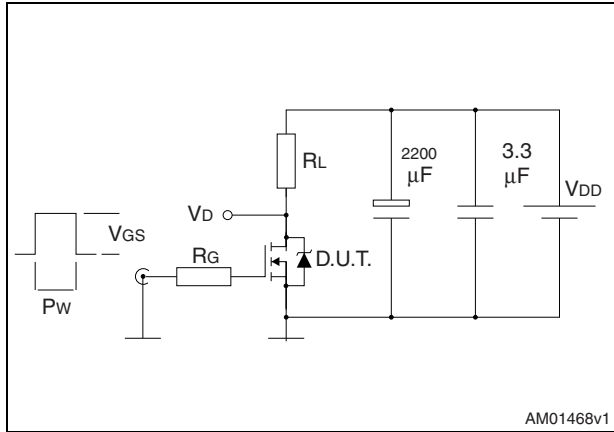 RL
2200
μF
3.3
μF
VDD
VD
VGS
RG
D.U.T.
PW
AM01468v1